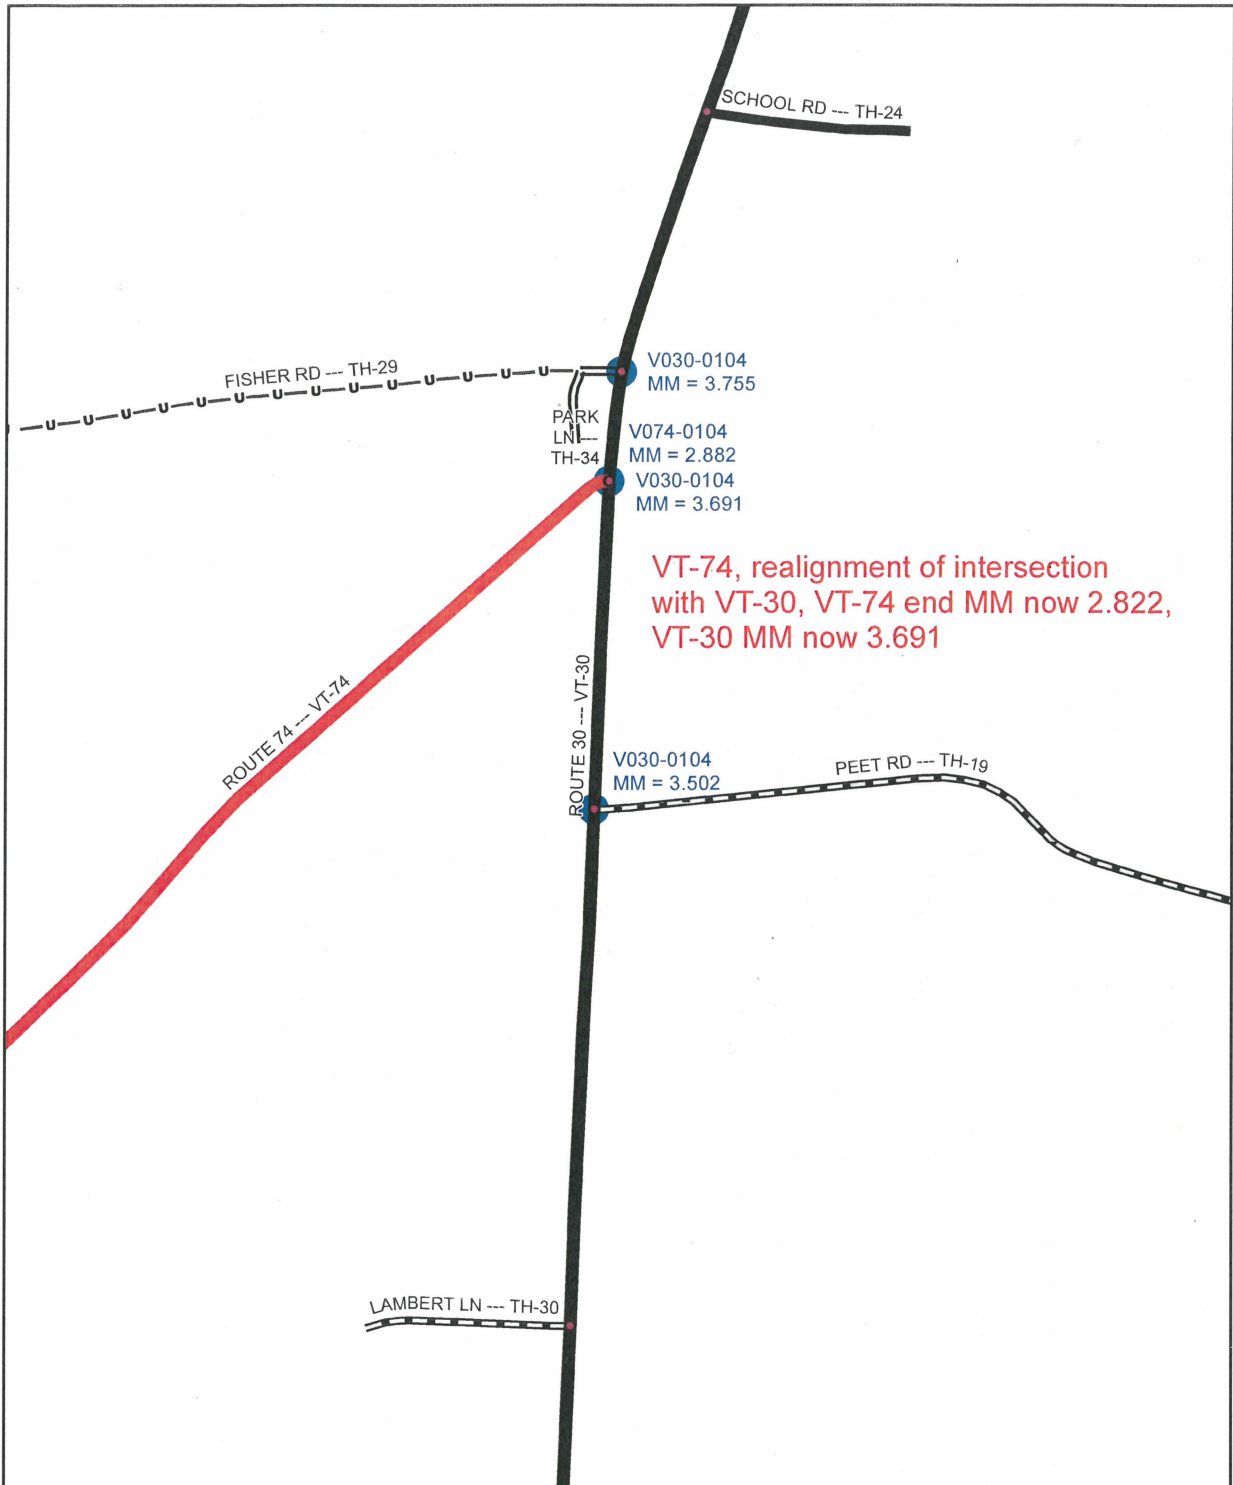 SCHOOL RD --- TH-24
FISHER RD --- TH-29
U U U U U U U U U U U U U U
V030-0104
MM = 3.755
PARK
LN ---
TH-34
V074-0104
MM = 2.882
V030-0104
MM = 3.691
VT-74, realignment of intersection
with VT-30, VT-74 end MM now 2.822,
VT-30 MM now 3.691
ROUTE 74 --- VT-74
ROUTE 30 --- VT-30
V030-0104
MM = 3.502
PEET RD --- TH-19
LAMBERT LN --- TH-30